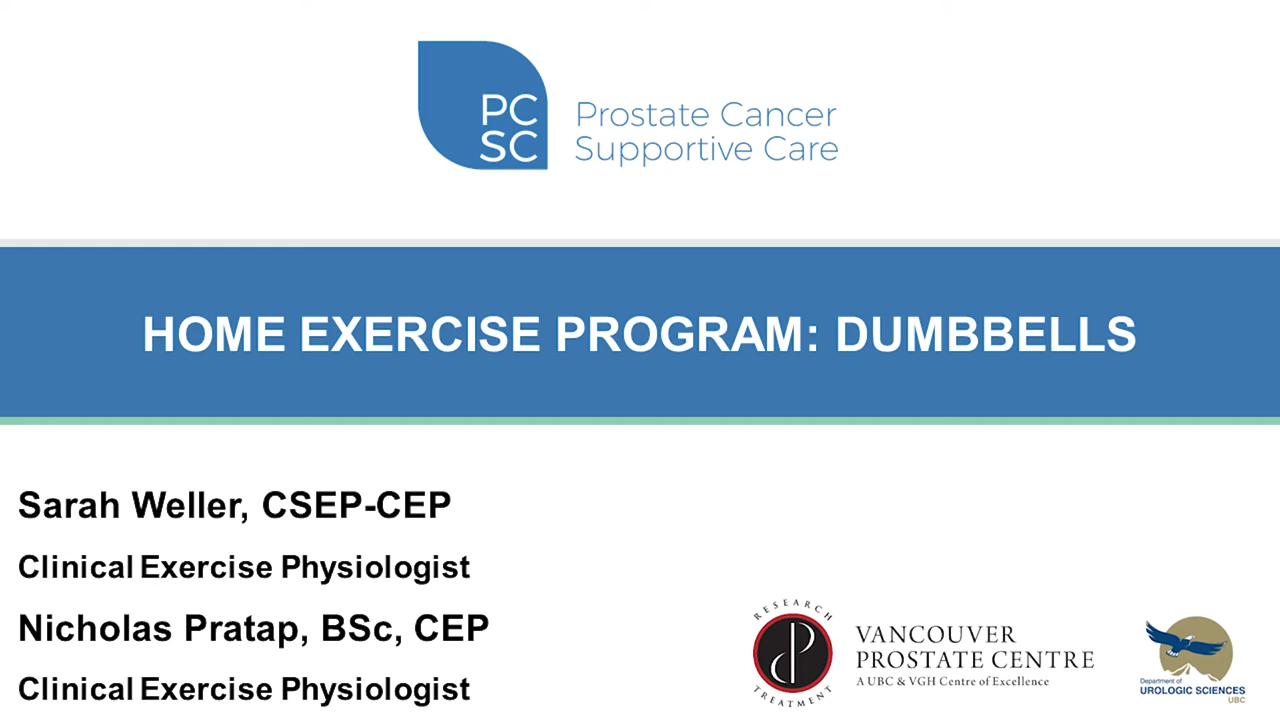 PC
SC
Prostate Cancer
Supportive Care
HOME EXERCISE PROGRAM: DUMBBELLS
Sarah Weller, CSEP-CEP
Clinical Exercise Physiologist
Nicholas Pratap, BSc, CEP
Clinical Exercise Physiologist
RESEARCH
TREATMENT
VANCOUVER
PROSTATE CENTRE
A UBC & VGH Centre of Excellence
Department of
UROLOGIC SCIENCES
UBC